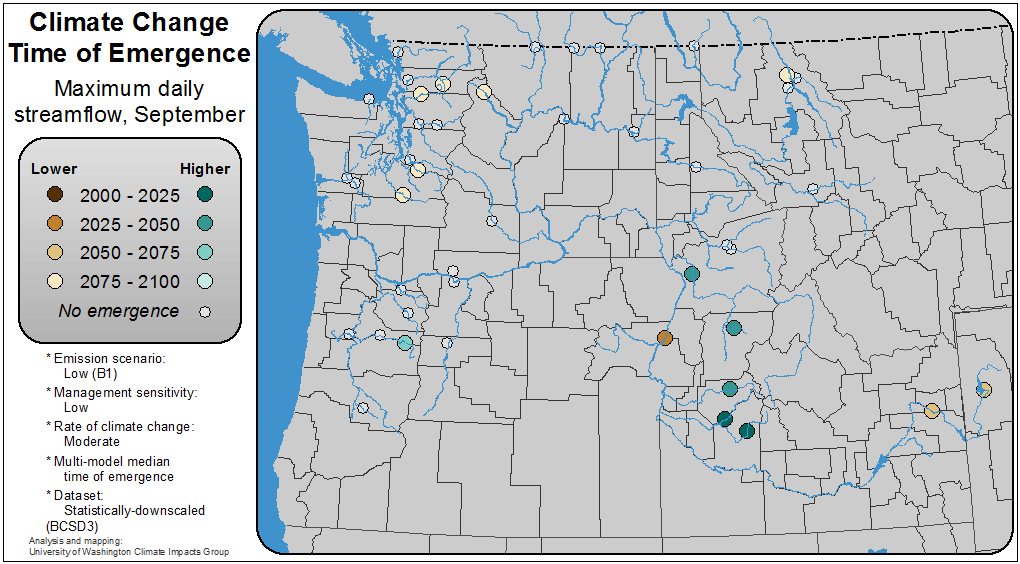 Climate Change
Time of Emergence
Maximum daily
streamflow, September
Lower Higher
2000 - 2025
2025 - 2050
2050 - 2075
2075 - 2100
No emergence
* Emission scenario:
Low (B1)
* Management sensitivity:
Low
* Rate of climate change:
Moderate
* Multi-model median
time of emergence
* Dataset:
Statistically-downscaled
(BCSD3)
Analysis and mapping:
University of Washington Climate Impacts Group